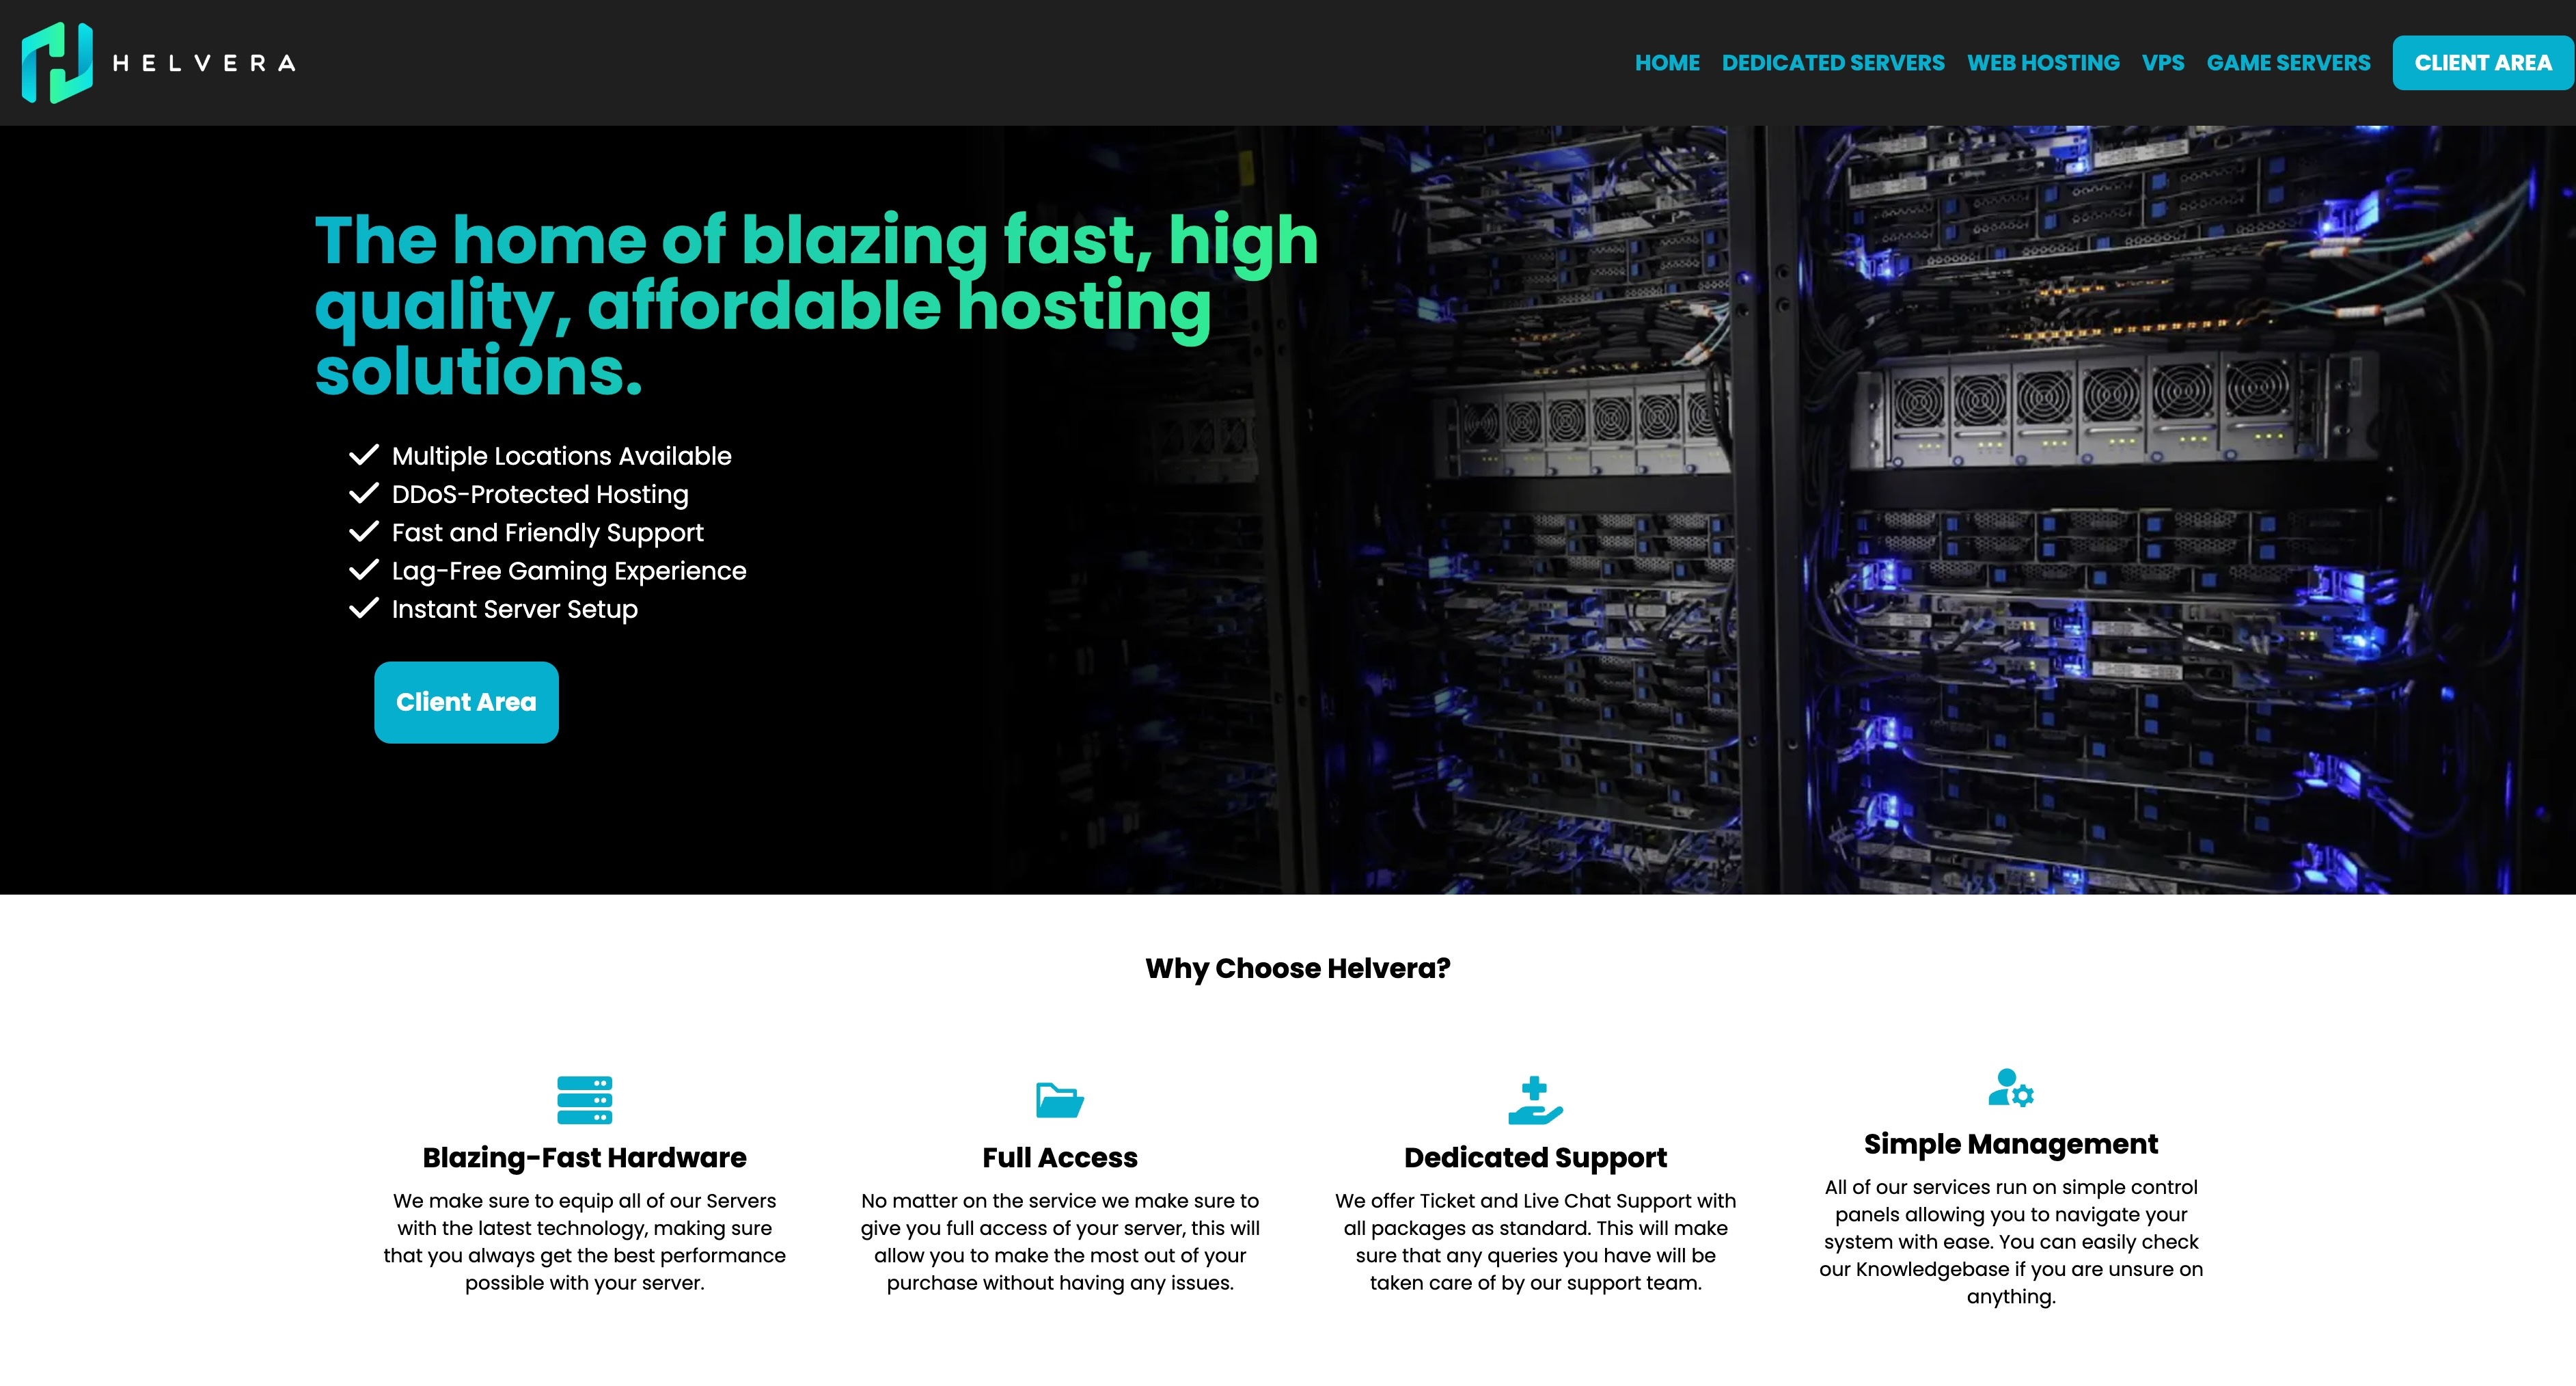 HELVERA
HOME DEDICATED SERVERS WEB HOSTING VPS GAME SERVERS CLIENT AREA
The home of blazing fast, high
quality, affordable hosting
solutions.
Multiple Locations Available
DDoS-Protected Hosting
Fast and Friendly Support
Lag-Free Gaming Experience
Instant Server Setup
Client Area
Why Choose Helvera?
Blazing-Fast Hardware
We make sure to equip all of our Servers
with the latest technology, making sure
that you always get the best performance
possible with your server.
Full Access
No matter on the service we make sure to
give you full access of your server, this will
allow you to make the most out of your
purchase without having any issues.
Dedicated Support
We offer Ticket and Live Chat Support with
all packages as standard. This will make
sure that any queries you have will be
taken care of by our support team.
Simple Management
All of our services run on simple control
panels allowing you to navigate your
system with ease. You can easily check
our Knowledgebase if you are unsure on
anything.